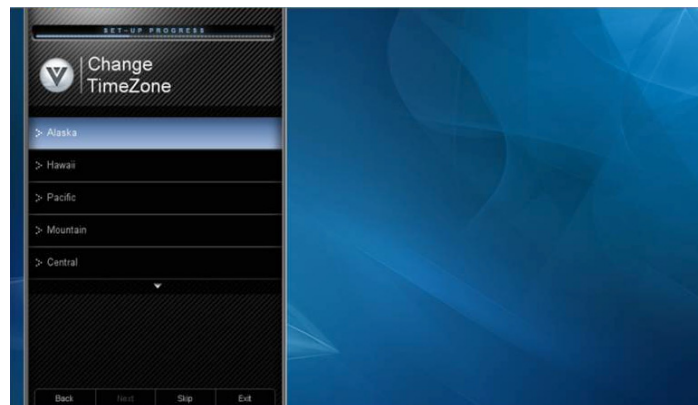 SET-UP PROGRESS
V
Change
TimeZone
Alaska
Hawaii
Pacific
Mountain
Central
Back Next Skip Exit